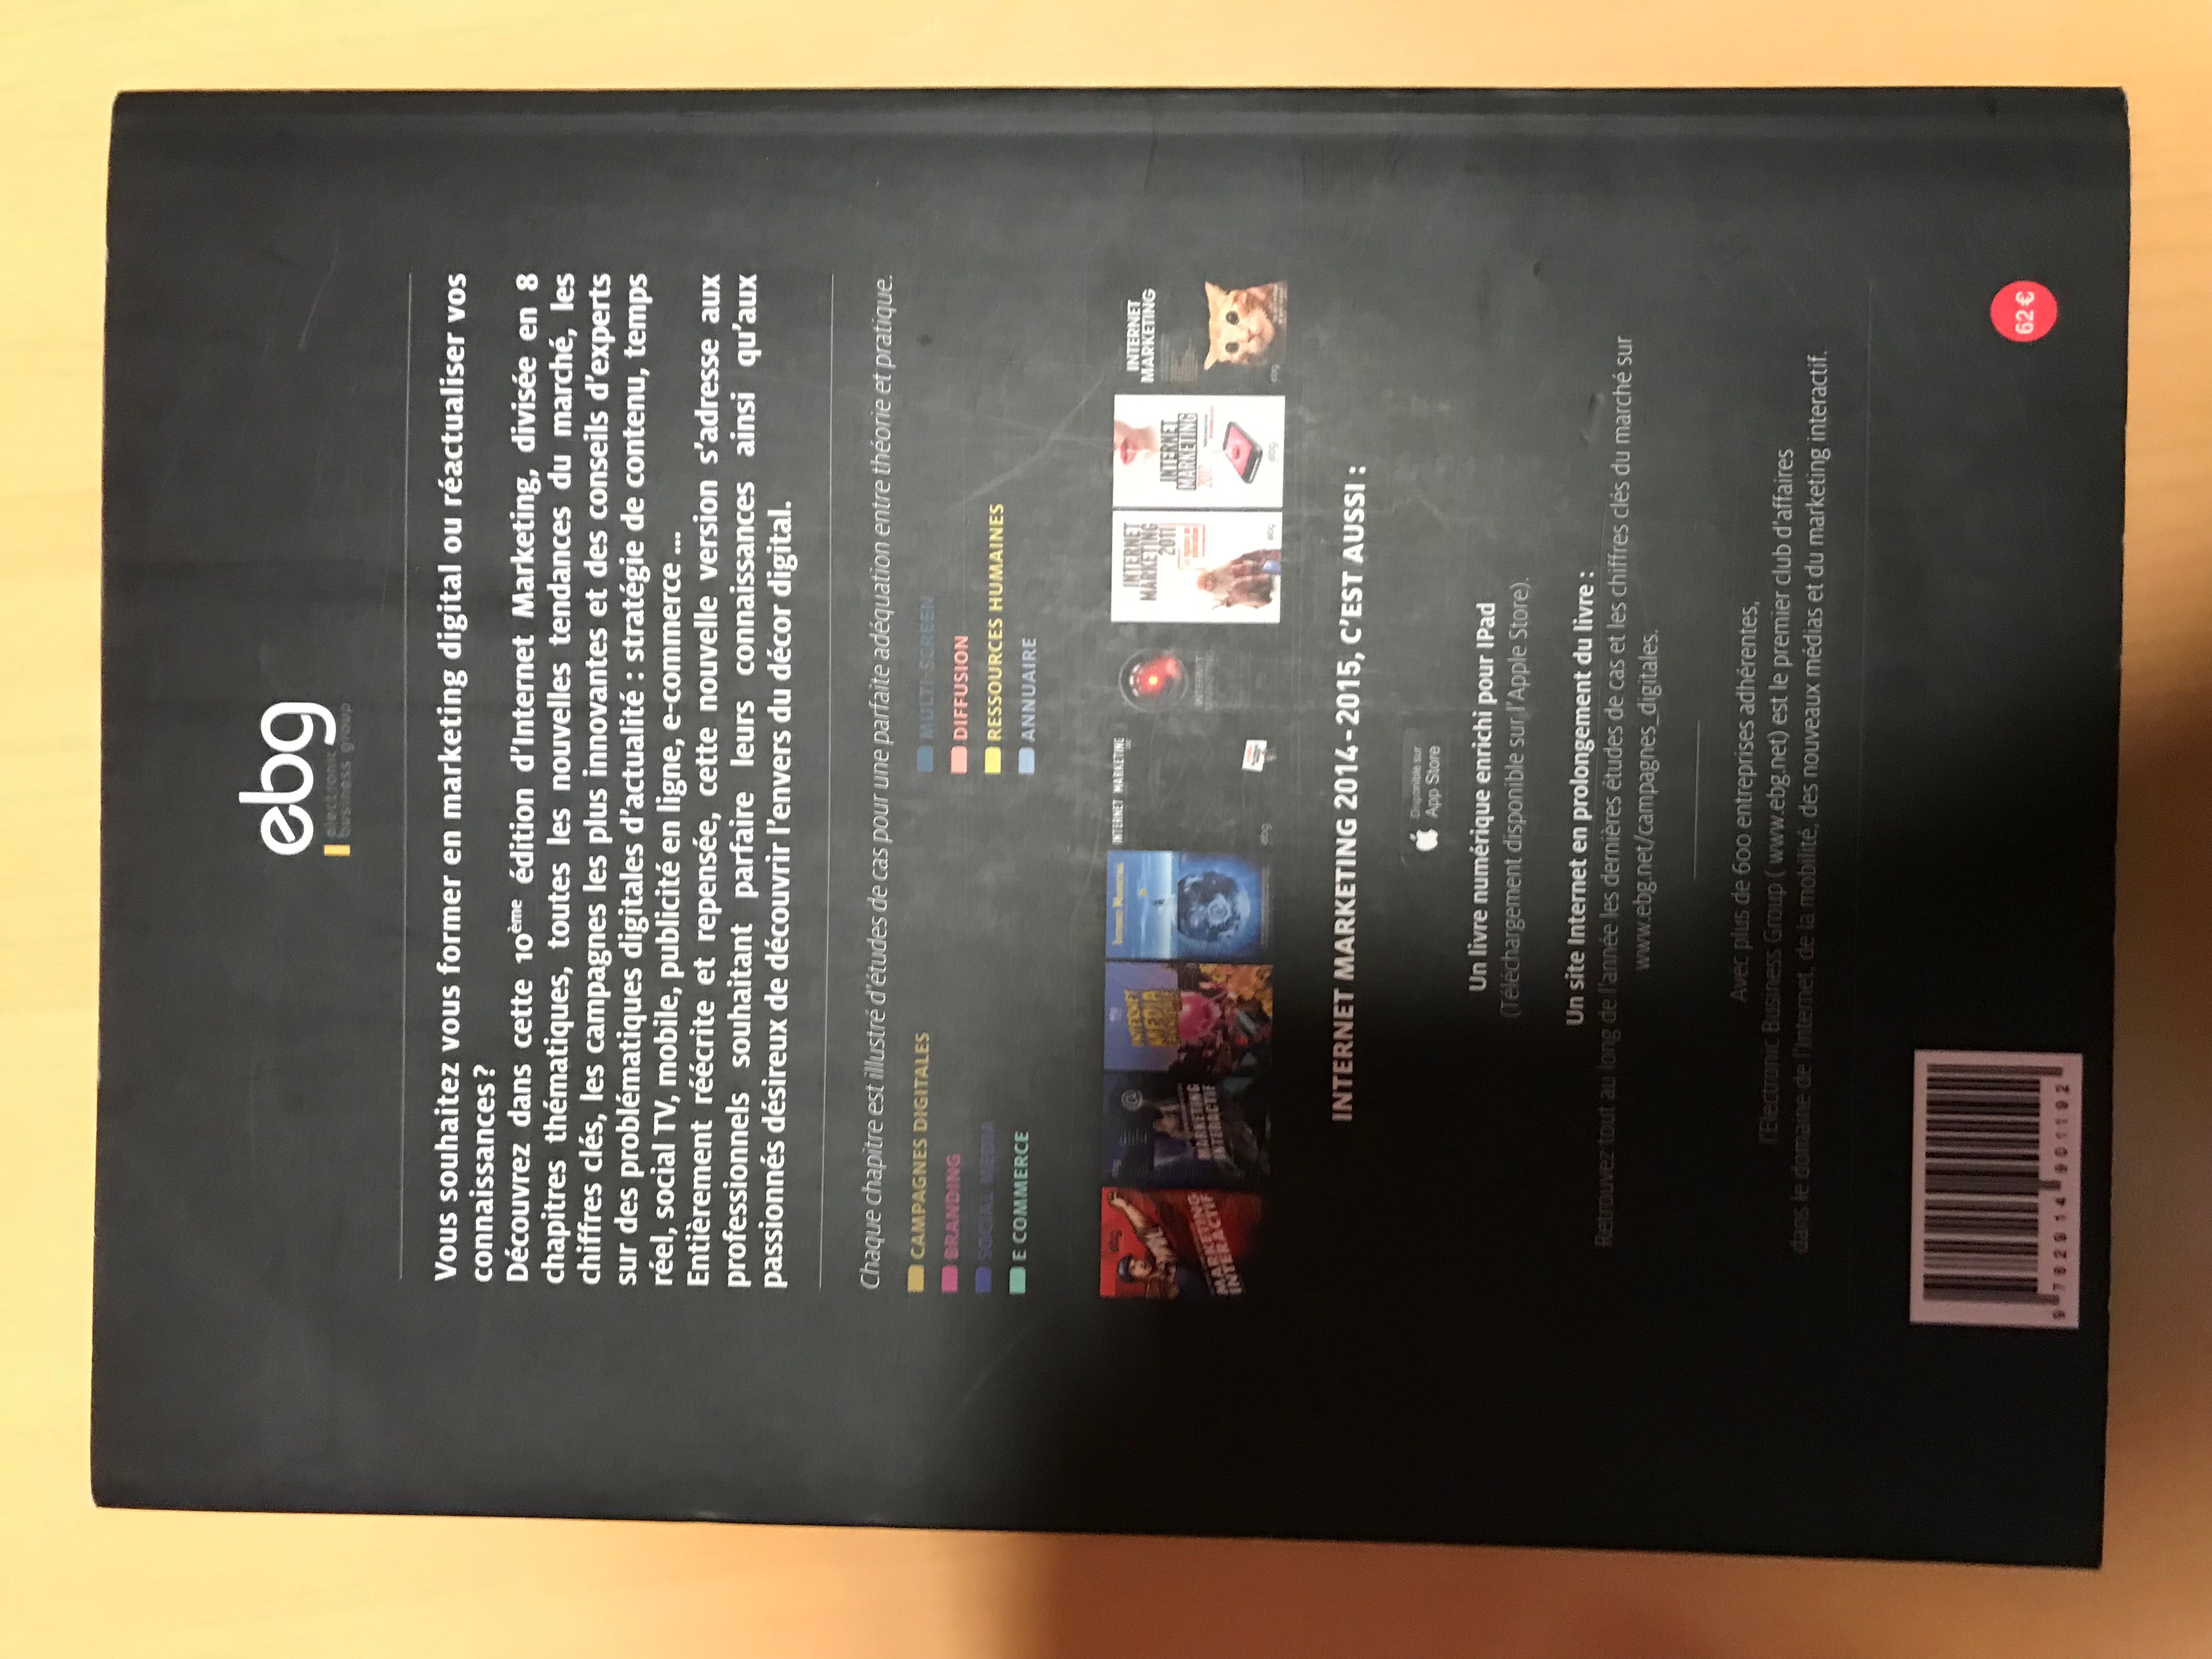 ebg
electronic
business group
Vous souhaitez vous former en marketing digital ou réactualiser vos
connaissances ?
Découvrez dans cette 10ème édition d'Internet Marketing, divisée en 8
chapitres thématiques, toutes les nouvelles tendances du marché, les
chiffres clés, les campagnes les plus innovantes et des conseils d'experts
sur des problématiques digitales d'actualité : stratégie de contenu, temps
réel, social TV, mobile, publicité en ligne, e-commerce ...
Entièrement réécrite et repensée, cette nouvelle version s'adresse aux
professionnels souhaitant parfaire leurs connaissances ainsi qu'aux
passionnés désireux de découvrir l'envers du décor digital.
Chaque chapitre est illustré d'études de cas pour une parfaite adéquation entre théorie et pratique.
CAMPAGNES DIGITALES
BRANDING
SOCIAL MEDIA
E COMMERCE
MULTI-SCREEN
DIFFUSION
RESSOURCES HUMAINES
ANNUAIRE
ebg
MARKETING
INTERACTIF
ebg
MARKETING
INTERACTIF
INTERNET
MEDIA
INTERNET MARKETING
INTERNET MARKETING
ebg
INTERNET
MARKETING
INTERNET
MARKETING
2011
ebg
INTERNET
MARKETING
2012
ebg
INTERNET
MARKETING
ebg
INTERNET MARKETING 2014-2015, C'EST AUSSI :
Disponible sur
App Store
Un livre numérique enrichi pour IPad
(Téléchargement disponible sur l'Apple Store).
Un site Internet en prolongement du livre :
Retrouvez tout au long de l'année les dernières études de cas et les chiffres clés du marché sur
www.ebg.net/campagnes_digitales.
Avec plus de 600 entreprises adhérentes,
l'Electronic Business Group ( www.ebg.net) est le premier club d'affaires
dans le domaine de l'Internet, de la mobilité, des nouveaux médias et du marketing interactif.
9 782914 901192
62 €